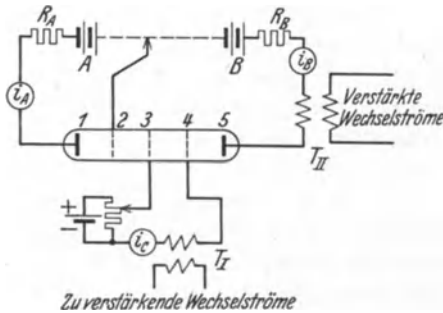 R_A
R_B
A
B
i_A
i_B
1 2 3 4 5
Verstärkte
Wechselströme
T_II
+
−
i_C
T_I
Zu verstärkende Wechselströme